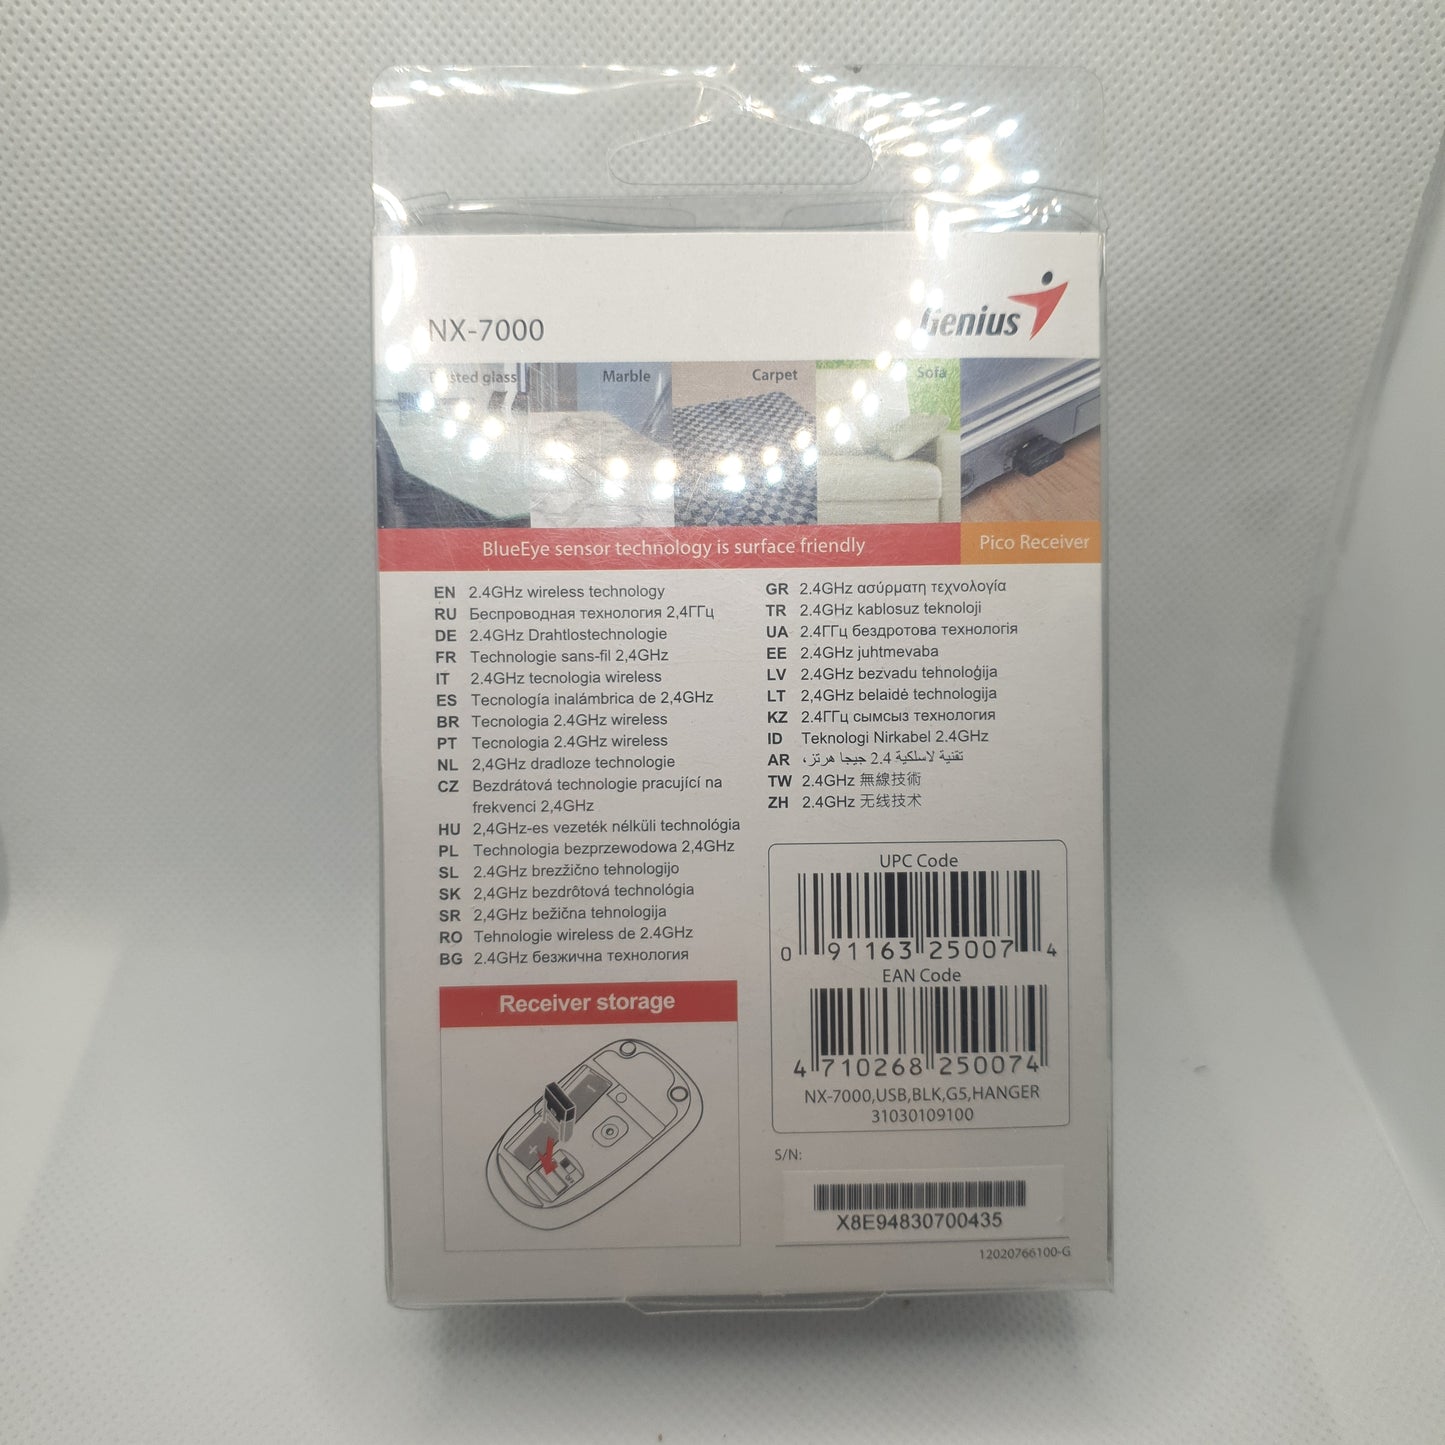 NX-7000
Genius
glass
Marble
Carpet
Sofa
BlueEye sensor technology is surface friendly
Pico Receiver
EN 2.4GHz wireless technology
RU Беспроводная технология 2,4ГГц
DE 2.4GHz Drahtlostechnologie
FR Technologie sans-fil 2,4GHz
IT 2.4GHz tecnologia wireless
ES Tecnología inalámbrica de 2,4GHz
BR Tecnologia 2.4GHz wireless
PT Tecnologia 2.4GHz wireless
NL 2,4GHz dradloze technologie
CZ Bezdrátová technologie pracující na
frekvenci 2,4GHz
HU 2,4GHz-es vezeték nélküli technológia
PL Technologia bezprzewodowa 2,4GHz
SL 2.4GHz brezžično tehnologijo
SK 2,4GHz bezdrôtová technológia
SR 2,4GHz bežična tehnologija
RO Tehnologie wireless de 2.4GHz
BG 2.4GHz безжична технология
GR 2.4GHz ασύρματη τεχνολογία
TR 2.4GHz kablosuz teknoloji
UA 2.4ГГц бездротова технологія
EE 2.4GHz juhtmevaba
LV 2.4GHz bezvadu tehnoloģija
LT 2,4GHz belaidė technologija
KZ 2.4ГГц сымсыз технология
ID Teknologi Nirkabel 2.4GHz
AR تقنية لاسلكية 2.4 جيجا هرتز،
TW 2.4GHz 無線技術
ZH 2.4GHz 无线技术
Receiver storage
UPC Code
0 91163 25007 4
EAN Code
4 710268 250074
NX-7000,USB,BLK,G5,HANGER
31030109100
S/N:
X8E94830700435
12020766100-G